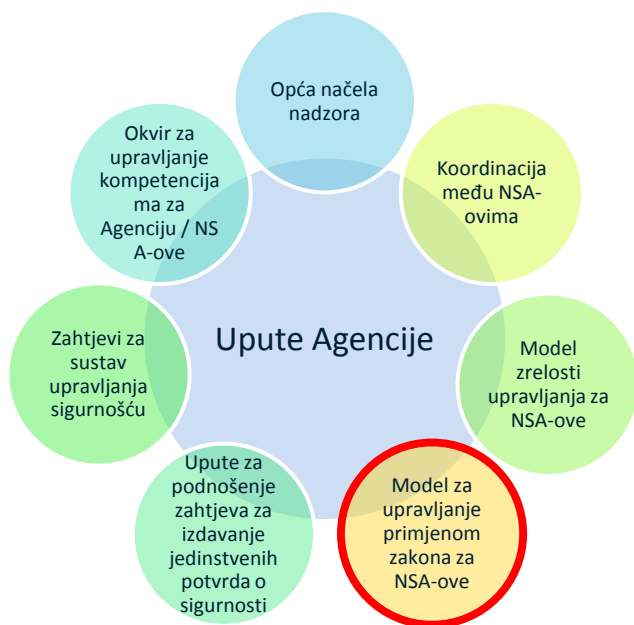 Opća načela
nadzora
Okvir za
upravljanje
kompetencija
ma za
Agenciju / NS
A-ove
Koordinacija
među NSA-
ovima
Upute Agencije
Zahtjevi za
sustav
upravljanja
sigurnošću
Model
zrelosti
upravljanja za
NSA-ove
Upute za
podnošenje
zahtjeva za
izdavanje
jedinstvenih
potvrda o
sigurnosti
Model za
upravljanje
primjenom
zakona za
NSA-ove